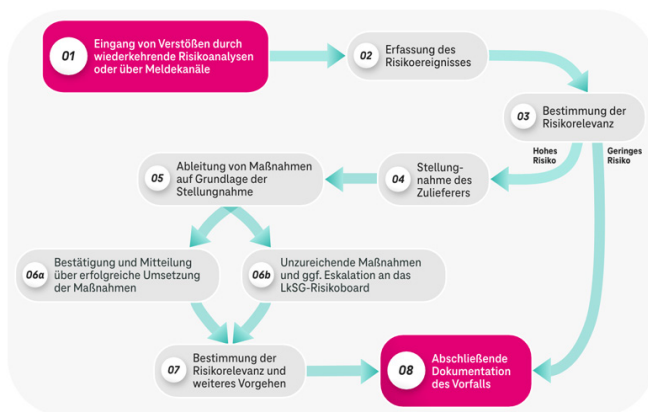 01
Eingang von Verstößen durch
wiederkehrende Risikoanalysen
oder über Meldekanäle
02
Erfassung des
Risikoereignisses
03
Bestimmung der
Risikorelevanz
Hohes
Risiko
Geringes
Risiko
04
Stellung-
nahme des
Zulieferers
05
Ableitung von Maßnahmen
auf Grundlage der
Stellungnahme
06a
Bestätigung und Mitteilung
über erfolgreiche Umsetzung
der Maßnahmen
06b
Unzureichende Maßnahmen
und ggf. Eskalation an das
LkSG-Risikoboard
07
Bestimmung der
Risikorelevanz und
weiteres Vorgehen
08
Abschließende
Dokumentation
des Vorfalls